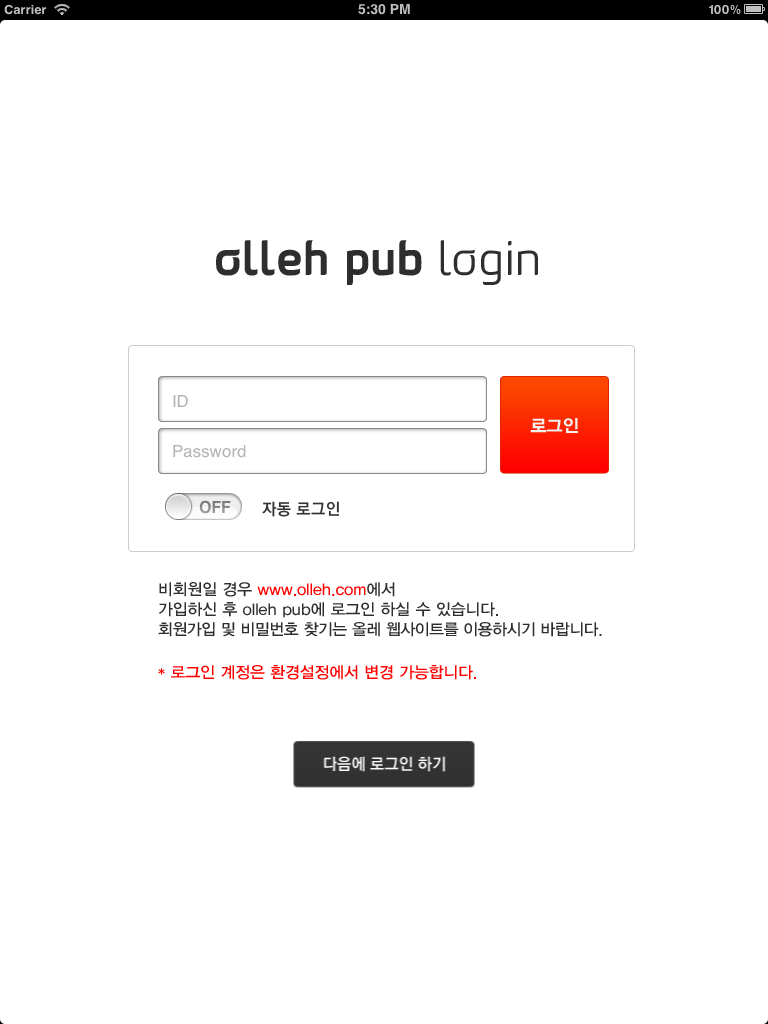 Carrier 5:30 PM 100%
olleh pub login
ID
로그인
Password
OFF 자동 로그인
비회원일 경우 www.olleh.com에서
가입하신 후 olleh pub에 로그인 하실 수 있습니다.
회원가입 및 비밀번호 찾기는 올레 웹사이트를 이용하시기 바랍니다.
* 로그인 계정은 환경설정에서 변경 가능합니다.
다음에 로그인 하기